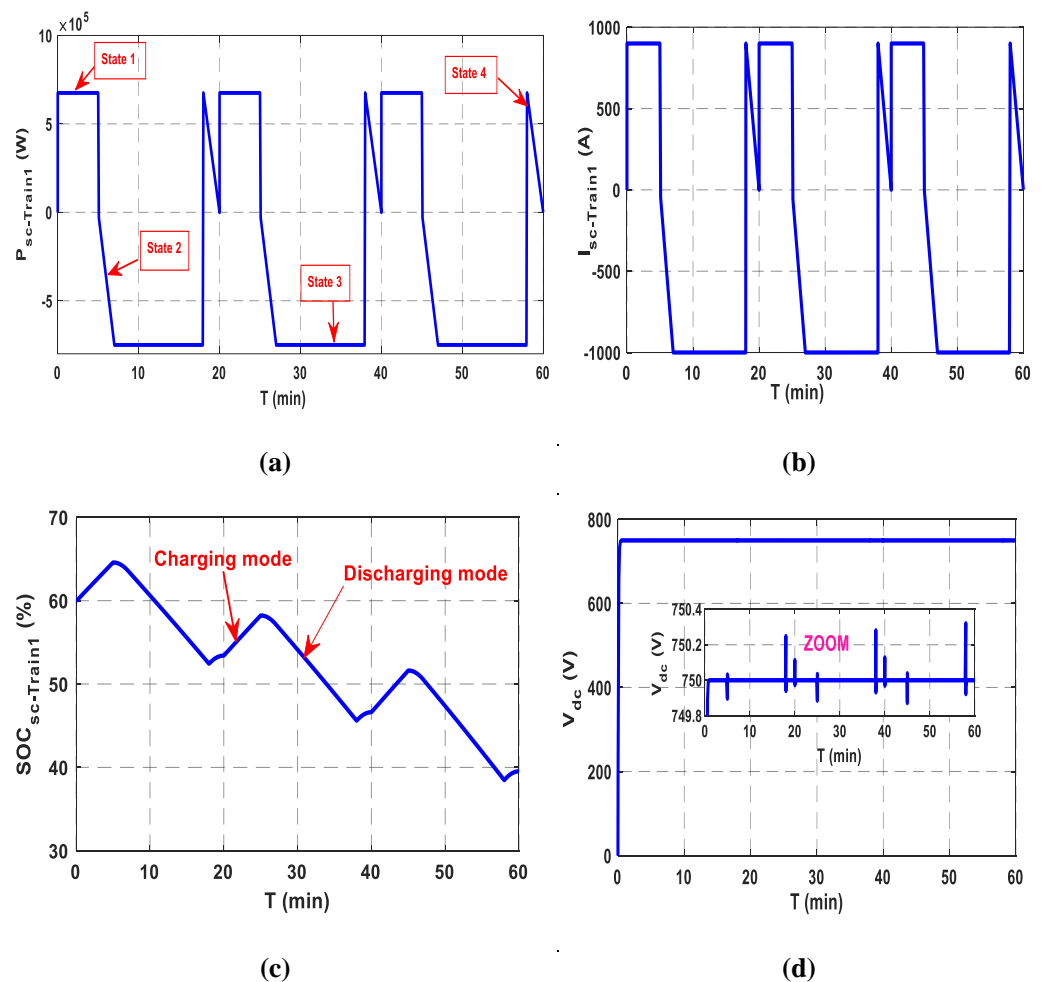 ×10⁵
10
5
0
-5
0
10
20
30
40
50
60
P sc-Train1 (W)
T (min)
State 1
State 2
State 3
State 4
(a)
1000
500
0
-500
-1000
0
10
20
30
40
50
60
I sc-Train1 (A)
T (min)
(b)
70
60
50
40
30
0
10
20
30
40
50
60
SOC sc-Train1 (%)
T (min)
Charging mode
Discharging mode
(c)
800
600
400
200
0
0
10
20
30
40
50
60
V dc (V)
T (min)
750.4
750.2
750
749.8
0
10
20
30
40
50
60
V dc (V)
T (min)
ZOOM
(d)